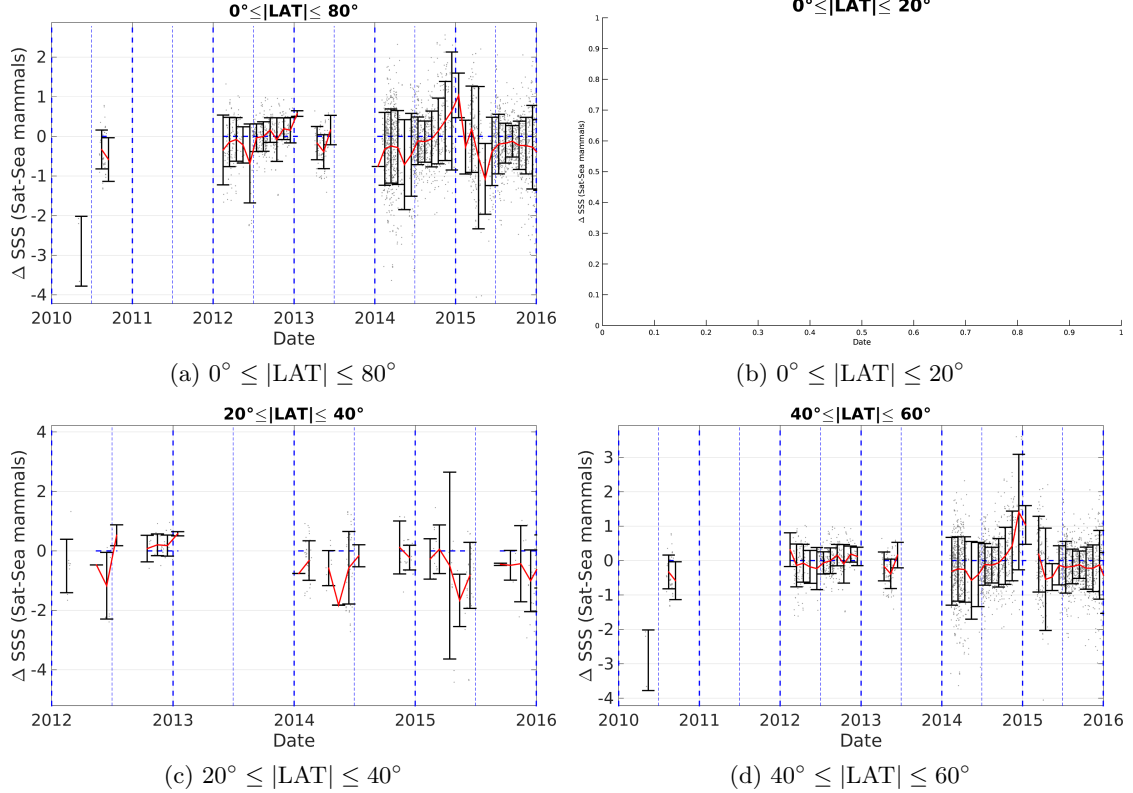 0°≤|LAT|≤ 80°
Δ SSS (Sat-Sea mammals)
2
1
0
-1
-2
-3
-4
2010 2011 2012 2013 2014 2015 2016
Date
(a) 0° ≤ |LAT| ≤ 80°
0°≤|LAT|≤ 20°
Δ SSS (Sat-Sea mammals)
1
0.9
0.8
0.7
0.6
0.5
0.4
0.3
0.2
0.1
0
0 0.1 0.2 0.3 0.4 0.5 0.6 0.7 0.8 0.9 1
Date
(b) 0° ≤ |LAT| ≤ 20°
20°≤|LAT|≤ 40°
Δ SSS (Sat-Sea mammals)
4
2
0
-2
-4
2012 2013 2014 2015 2016
Date
(c) 20° ≤ |LAT| ≤ 40°
40°≤|LAT|≤ 60°
Δ SSS (Sat-Sea mammals)
3
2
1
0
-1
-2
-3
-4
2010 2011 2012 2013 2014 2015 2016
Date
(d) 40° ≤ |LAT| ≤ 60°